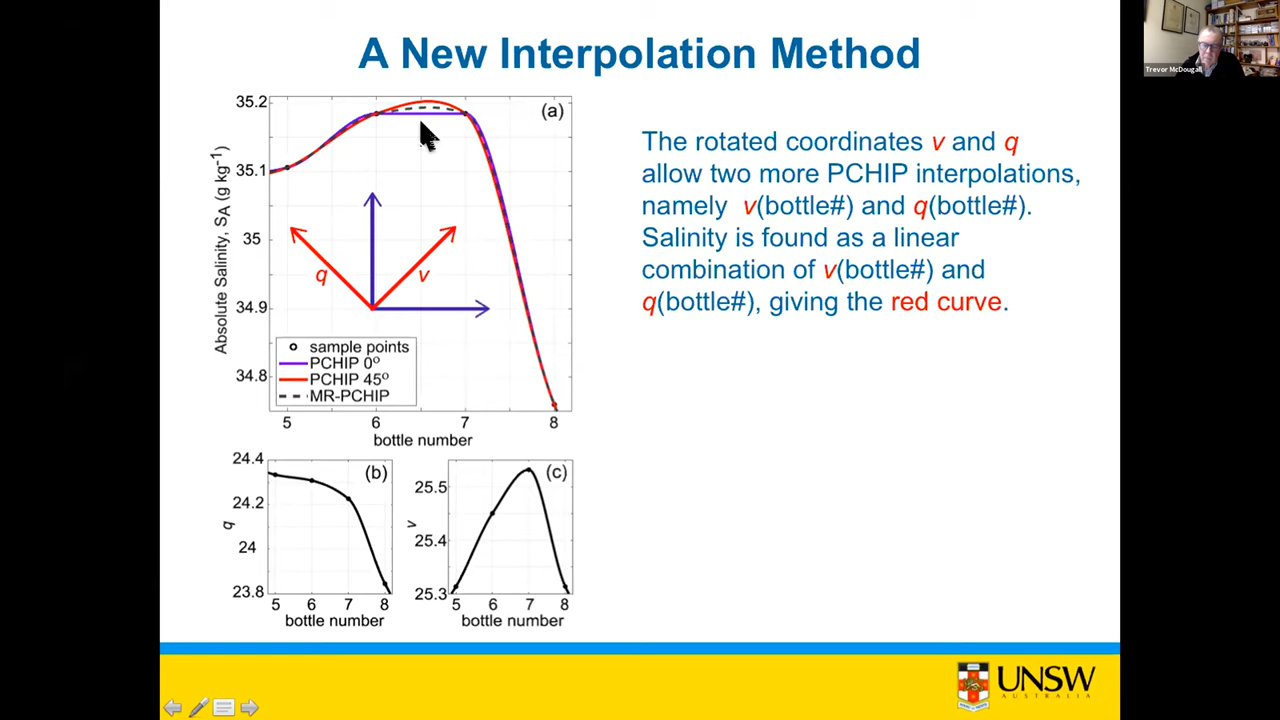 A New Interpolation Method
Trevor McDougall
35.2
35.1
35
34.9
34.8
Absolute Salinity, SA (g kg-1)
(a)
q
v
sample points
PCHIP 0o
PCHIP 45o
MR-PCHIP
5 6 7 8
bottle number
The rotated coordinates v and q
allow two more PCHIP interpolations,
namely v(bottle#) and q(bottle#).
Salinity is found as a linear
combination of v(bottle#) and
q(bottle#), giving the red curve.
24.4
24.2
24
23.8
q
(b)
5 6 7 8
bottle number
25.5
25.4
25.3
v
(c)
5 6 7 8
bottle number
UNSW
AUSTRALIA